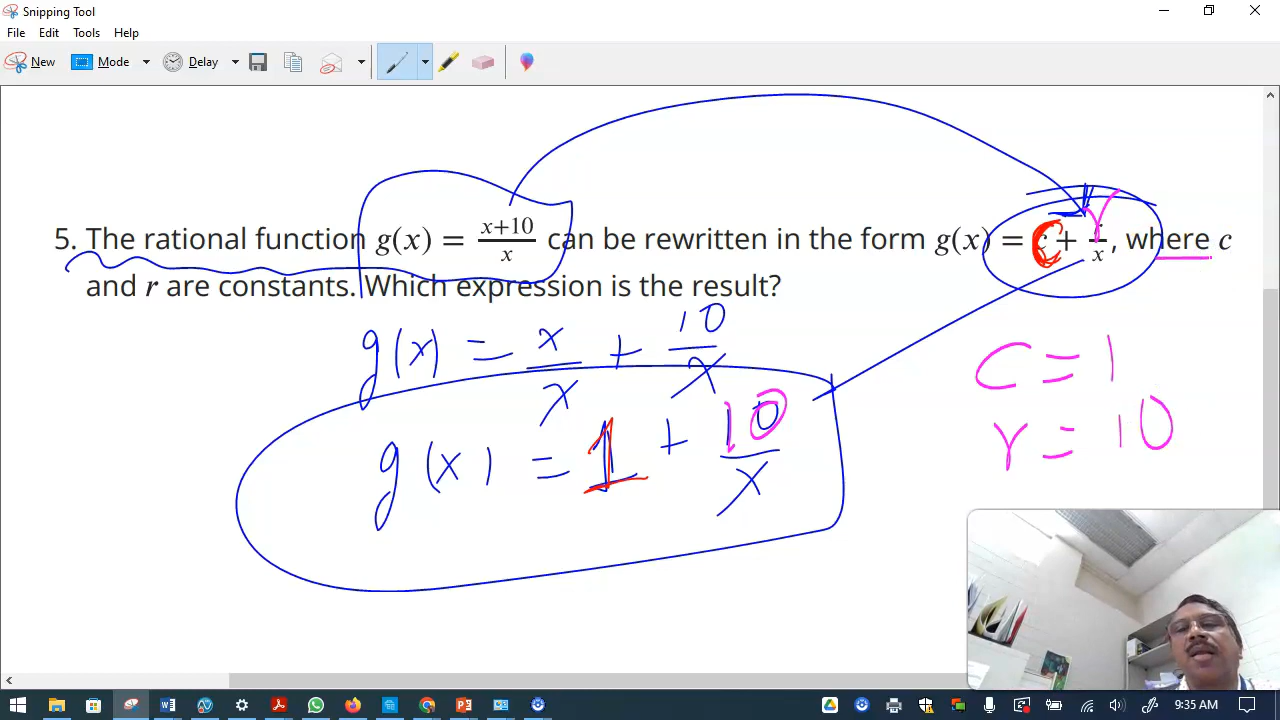 Snipping Tool
File Edit Tools Help
New Mode Delay
5. The rational function g(x) = x+10/x can be rewritten in the form g(x) = c + r/x, where c
and r are constants. Which expression is the result?
g(x) = x/x + 10/x
g(x) = 1 + 10/x
c = 1
r = 10
9:35 AM